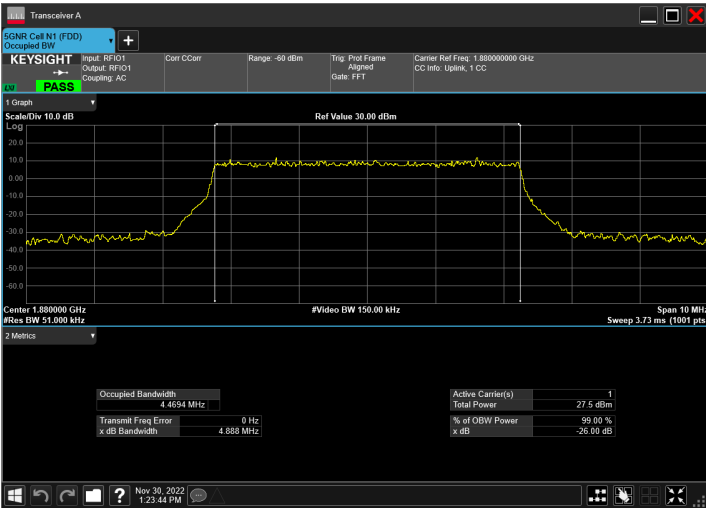 Transceiver A
5GNR Cell N1 (FDD)
Occupied BW
KEYSIGHT
LXI
PASS
Input: RFIO1
Output: RFIO1
Coupling: AC
Corr CCorr
Range: -60 dBm
Trig: Prot Frame
Aligned
Gate: FFT
Carrier Ref Freq: 1.880000000 GHz
CC Info: Uplink, 1 CC
1 Graph
Scale/Div 10.0 dB
Ref Value 30.00 dBm
Log
20.0
10.0
0.00
-10.0
-20.0
-30.0
-40.0
-50.0
-60.0
Center 1.880000 GHz
#Video BW 150.00 kHz
Span 10 MHz
#Res BW 51.000 kHz
Sweep 3.73 ms (1001 pts
2 Metrics
Occupied Bandwidth
4.4694 MHz
Transmit Freq Error 0 Hz
x dB Bandwidth 4.888 MHz
Active Carrier(s) 1
Total Power 27.5 dBm
% of OBW Power 99.00 %
x dB -26.00 dB
Nov 30, 2022
1:23:44 PM